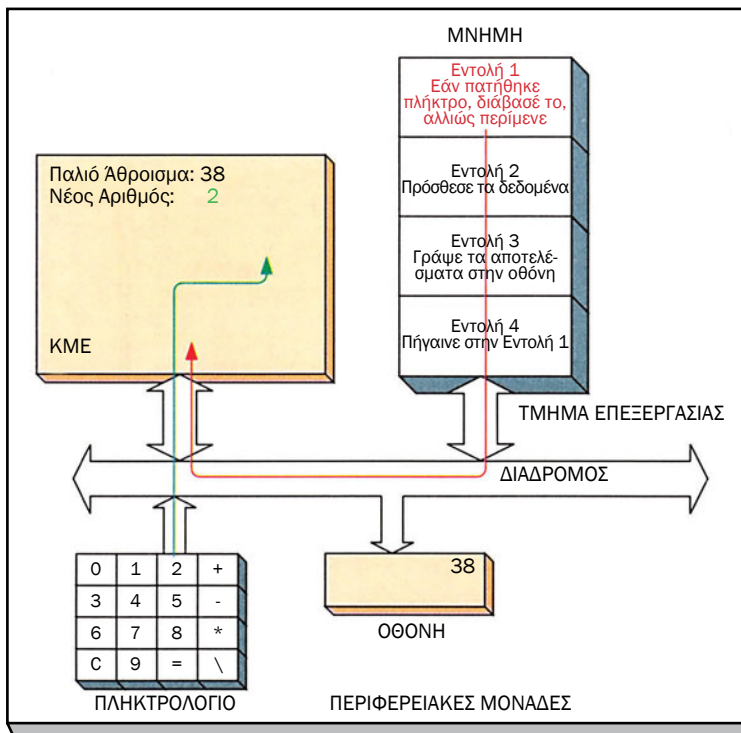 ΜΝΗΜΗ
Εντολή 1
Εάν πατήθηκε
πλήκτρο, διάβασέ το,
αλλιώς περίμενε
Παλιό Άθροισμα: 38
Νέος Αριθμός: 2
Εντολή 2
Πρόσθεσε τα δεδομένα
Εντολή 3
Γράψε τα αποτελέ-
σματα στην οθόνη
Εντολή 4
Πήγαινε στην Εντολή 1
ΚΜΕ
ΤΜΗΜΑ ΕΠΕΞΕΡΓΑΣΙΑΣ
ΔΙΑΔΡΟΜΟΣ
0 1 2 +
3 4 5 -
6 7 8 *
C 9 = \
38
ΟΘΟΝΗ
ΠΛΗΚΤΡΟΛΟΓΙΟ
ΠΕΡΙΦΕΡΕΙΑΚΕΣ ΜΟΝΑΔΕΣ